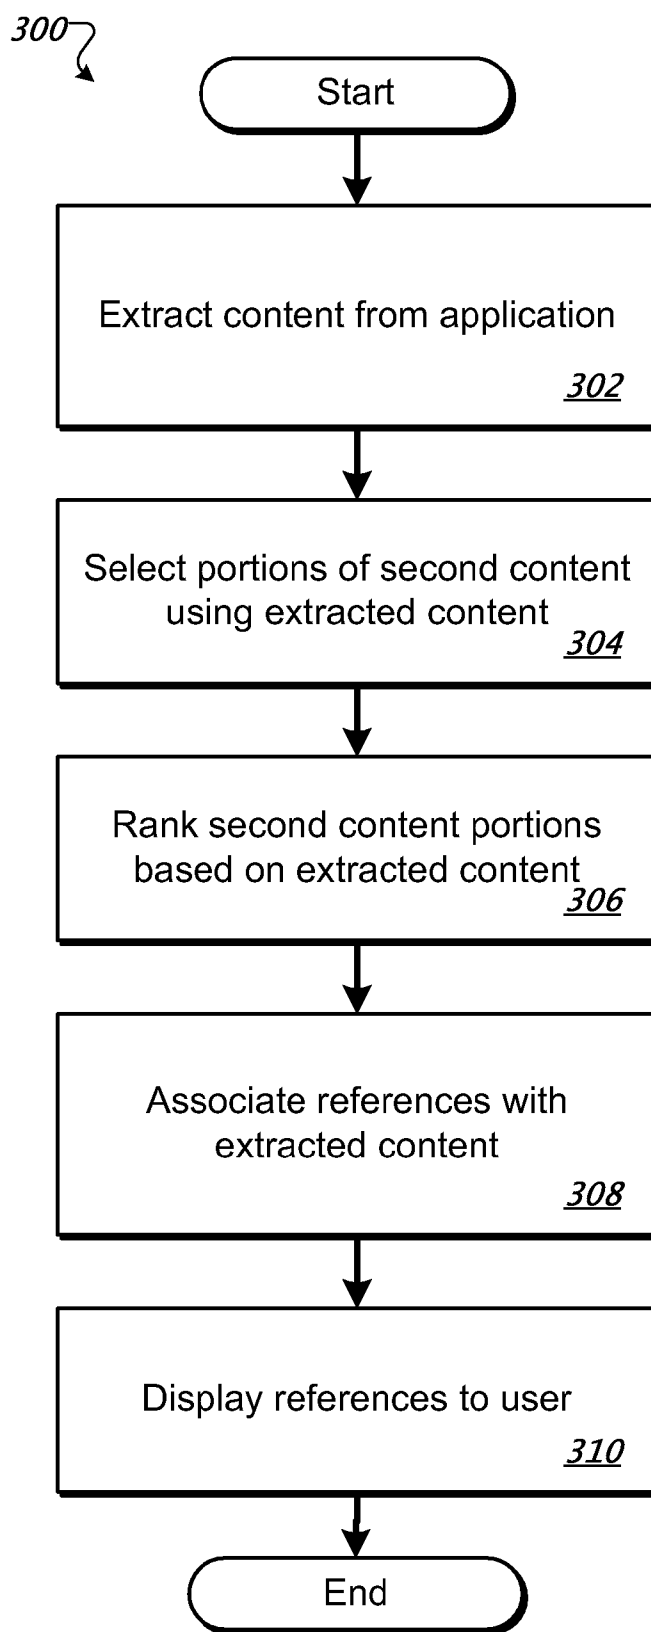 300
Start
Extract content from application
302
Select portions of second content
using extracted content
304
Rank second content portions
based on extracted content
306
Associate references with
extracted content
308
Display references to user
310
End